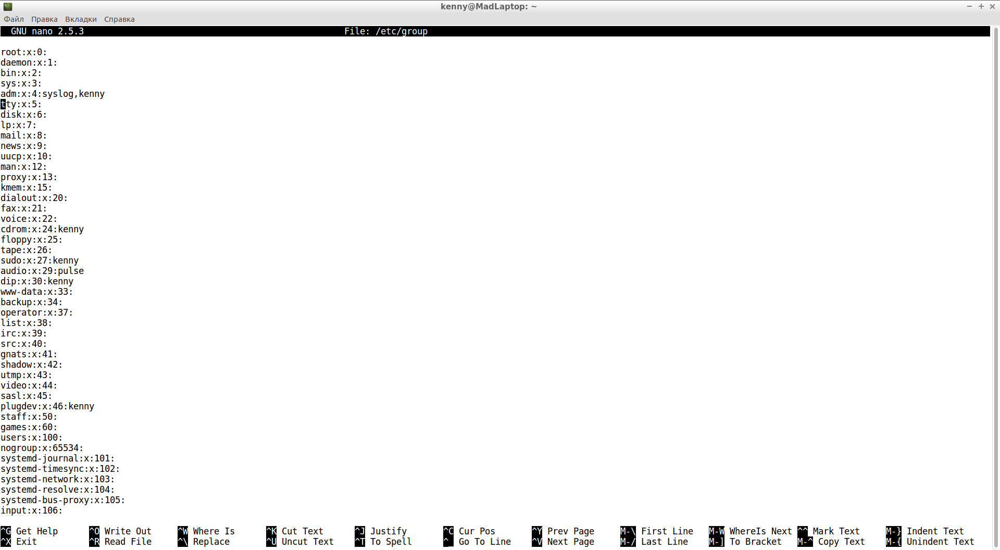 kenny@MadLaptop: ~
Файл Правка Вкладки Справка
GNU nano 2.5.3 File: /etc/group
root:x:0:
daemon:x:1:
bin:x:2:
sys:x:3:
adm:x:4:syslog,kenny
tty:x:5:
disk:x:6:
lp:x:7:
mail:x:8:
news:x:9:
uucp:x:10:
man:x:12:
proxy:x:13:
kmem:x:15:
dialout:x:20:
fax:x:21:
voice:x:22:
cdrom:x:24:kenny
floppy:x:25:
tape:x:26:
sudo:x:27:kenny
audio:x:29:pulse
dip:x:30:kenny
www-data:x:33:
backup:x:34:
operator:x:37:
list:x:38:
irc:x:39:
src:x:40:
gnats:x:41:
shadow:x:42:
utmp:x:43:
video:x:44:
sasl:x:45:
plugdev:x:46:kenny
staff:x:50:
games:x:60:
users:x:100:
nogroup:x:65534:
systemd-journal:x:101:
systemd-timesync:x:102:
systemd-network:x:103:
systemd-resolve:x:104:
systemd-bus-proxy:x:105:
input:x:106:
^G Get Help ^O Write Out ^W Where Is ^K Cut Text ^J Justify ^C Cur Pos ^Y Prev Page M-\ First Line M-W WhereIs Next ^^ Mark Text M-} Indent Text
^X Exit ^R Read File ^\ Replace ^U Uncut Text ^T To Spell ^_ Go To Line ^V Next Page M-/ Last Line M-] To Bracket M-^ Copy Text M-{ Unindent Text